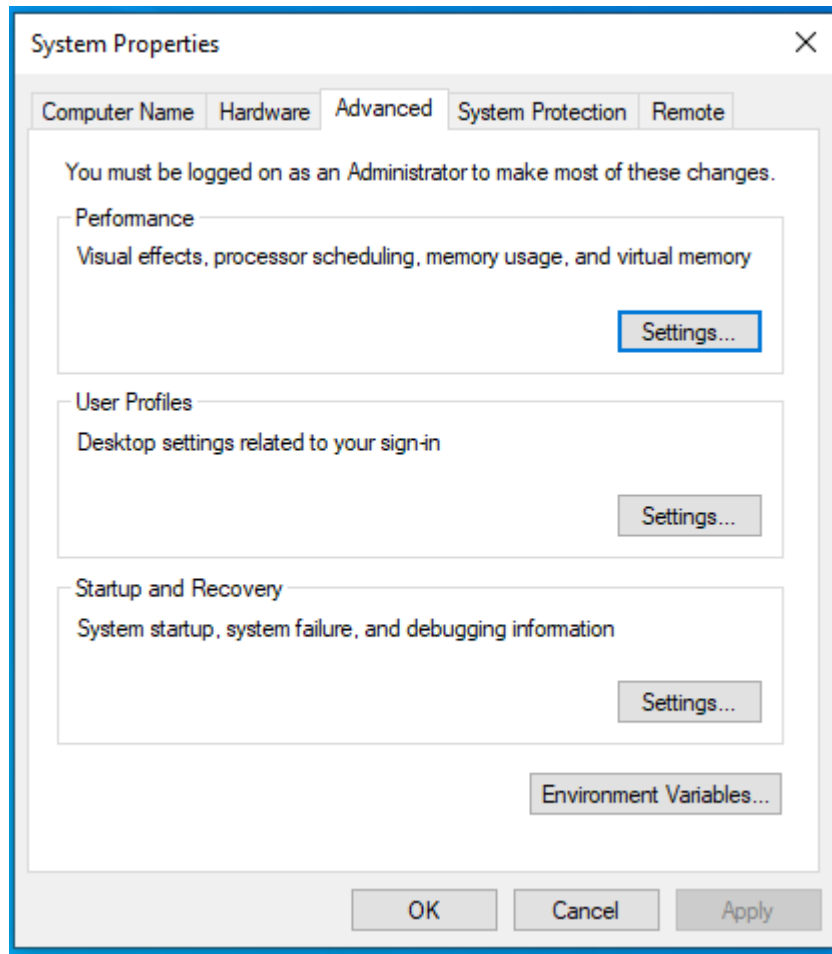 System Properties
Computer Name Hardware Advanced System Protection Remote
You must be logged on as an Administrator to make most of these changes.
Performance
Visual effects, processor scheduling, memory usage, and virtual memory
Settings...
User Profiles
Desktop settings related to your sign-in
Settings...
Startup and Recovery
System startup, system failure, and debugging information
Settings...
Environment Variables...
OK Cancel Apply